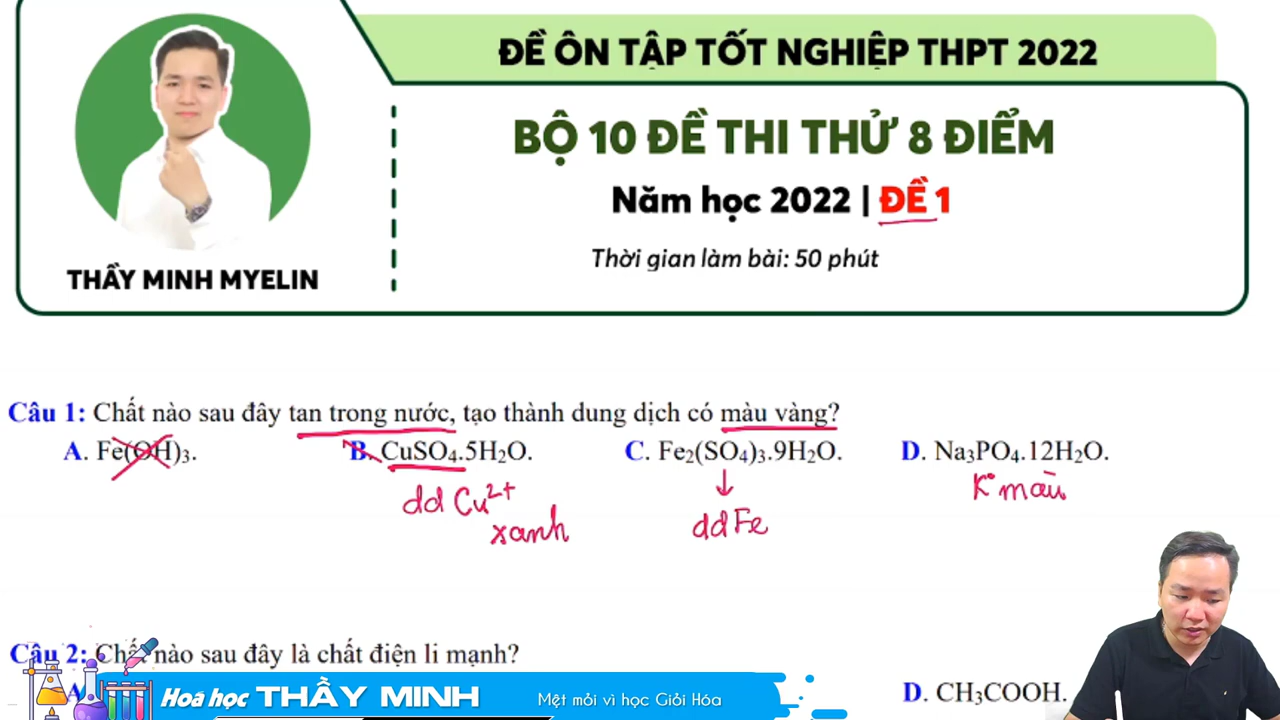 ĐỀ ÔN TẬP TỐT NGHIỆP THPT 2022
BỘ 10 ĐỀ THI THỬ 8 ĐIỂM
Năm học 2022 | ĐỀ 1
Thời gian làm bài: 50 phút
THẦY MINH MYELIN
Câu 1: Chất nào sau đây tan trong nước, tạo thành dung dịch có màu vàng?
A. Fe(OH)₃. B. CuSO₄.5H₂O. C. Fe₂(SO₄)₃.9H₂O. D. Na₃PO₄.12H₂O.
dd Cu²⁺ xanh
↓ dd Fe
K° màu
Câu 2: Chất nào sau đây là chất điện li mạnh?
A
D. CH₃COOH.
Hoá học THẦY MINH Mệt mỏi vì học Giỏi Hóa